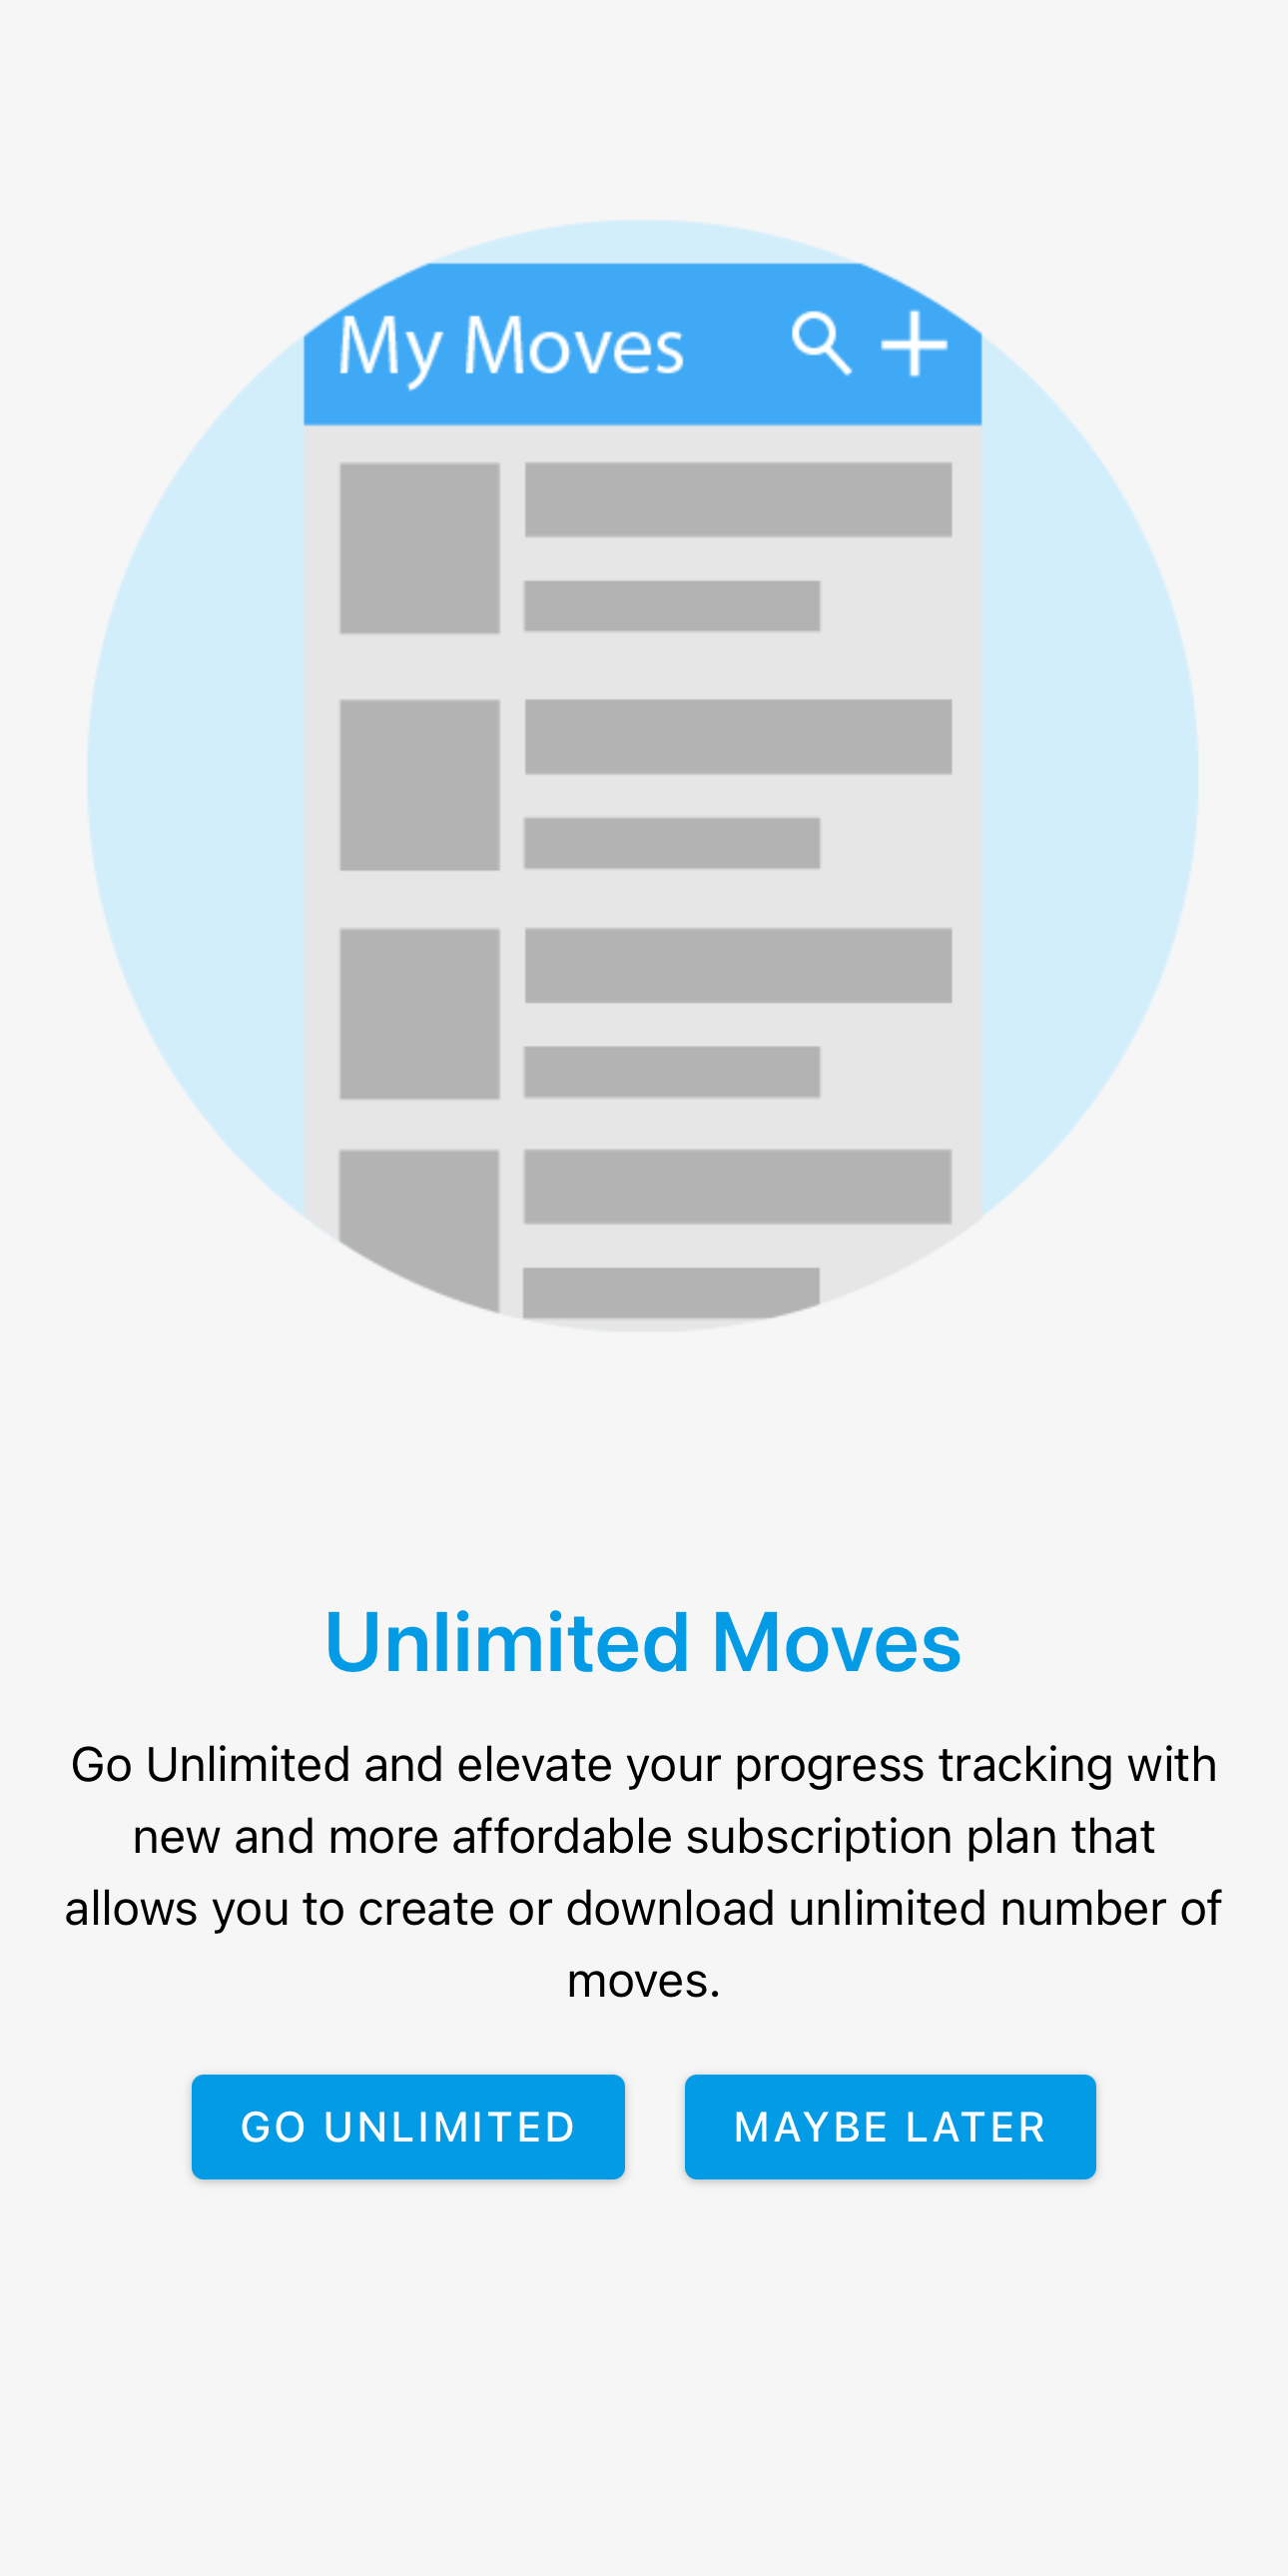 My Moves
Unlimited Moves
Go Unlimited and elevate your progress tracking with
new and more affordable subscription plan that
allows you to create or download unlimited number of
moves.
GO UNLIMITED
MAYBE LATER